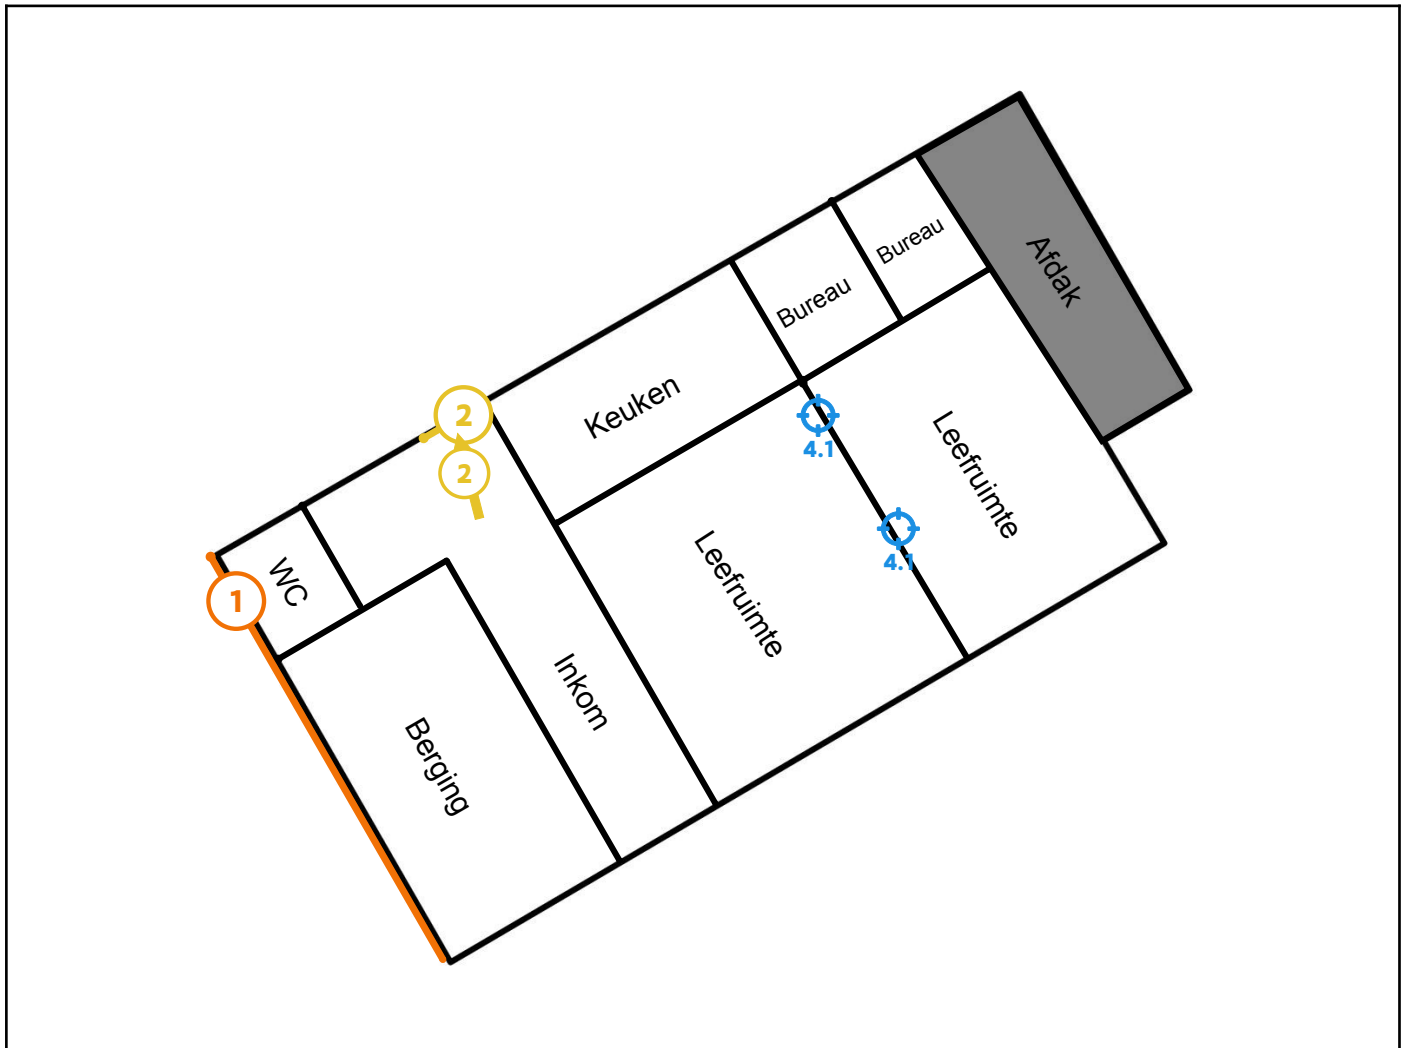 Afdak
Bureau
Bureau
Keuken
2
4.1
2
Leefruimte
4.1
Leefruimte
WC
1
Inkom
Berging